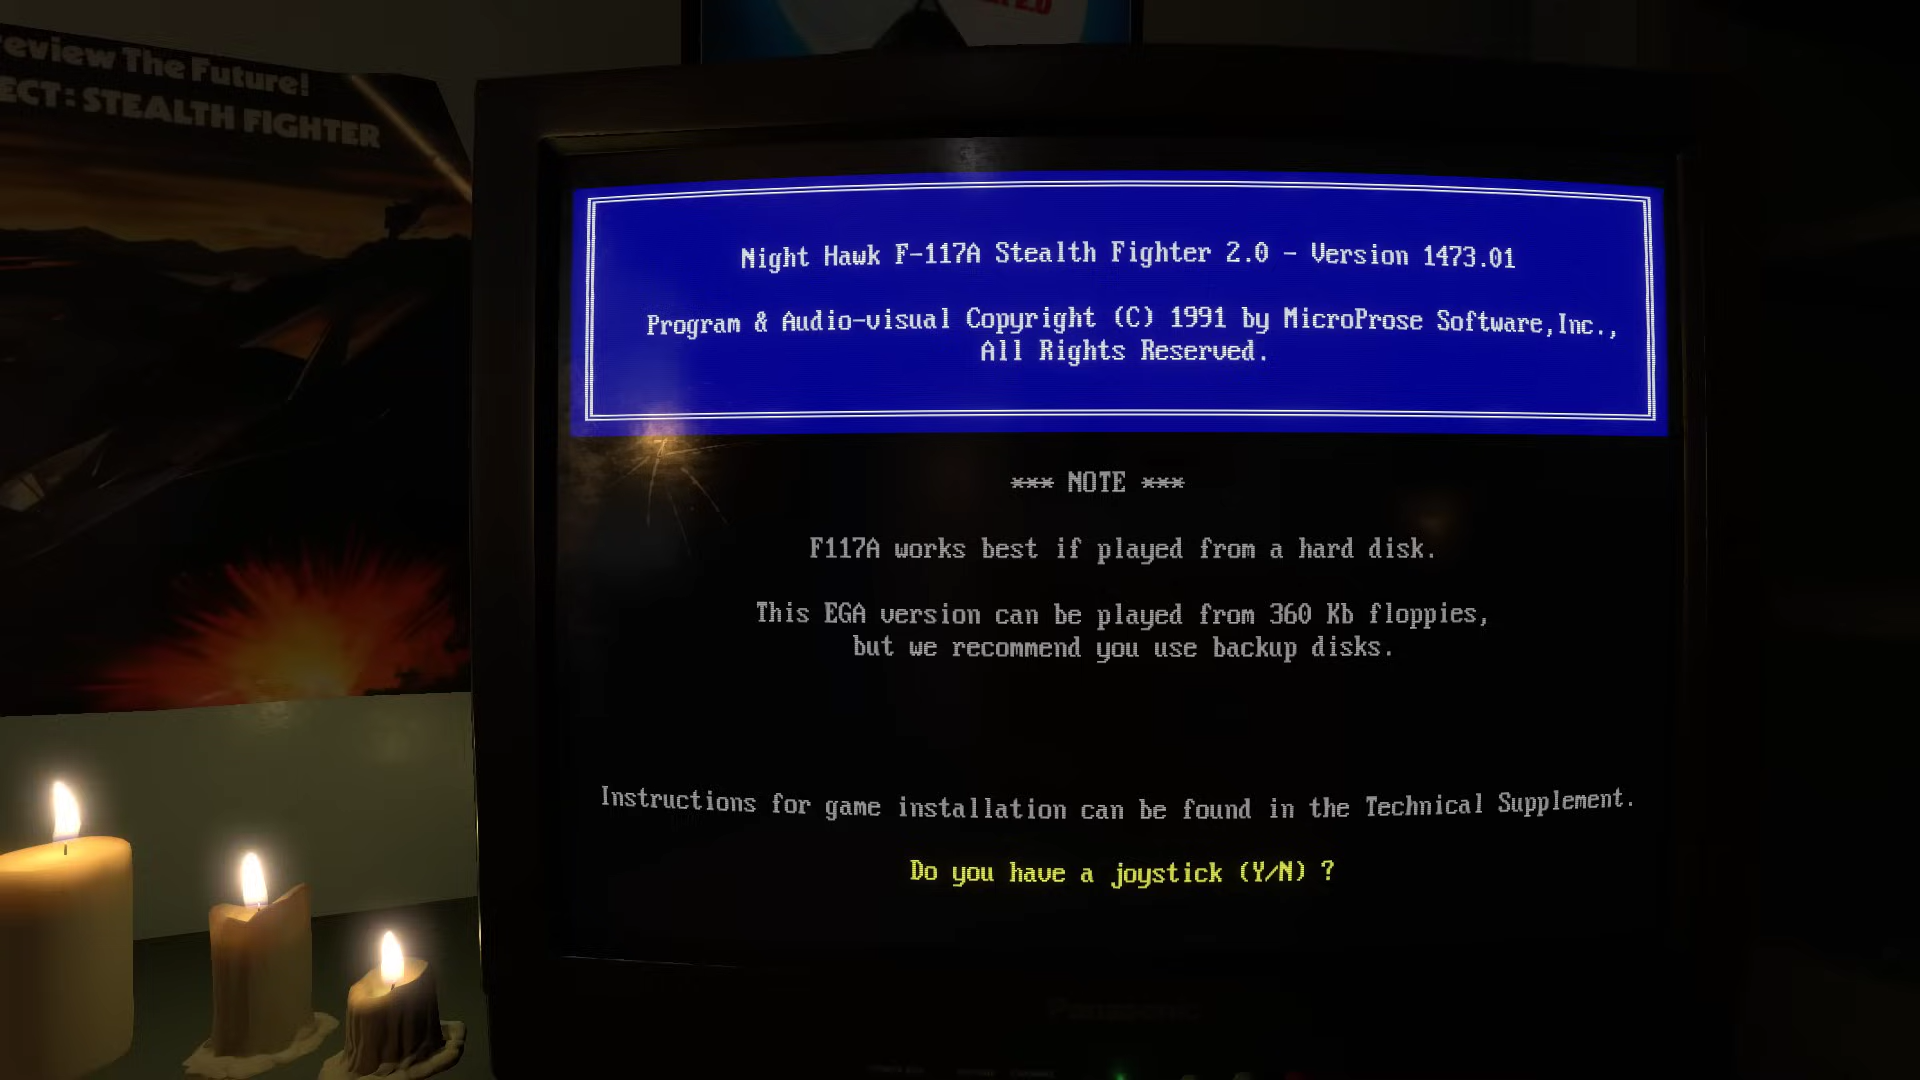 eview The Future!
ECT: STEALTH FIGHTER
2.0
Night Hawk F-117A Stealth Fighter 2.0 - Version 1473.01
Program & Audio-visual Copyright (C) 1991 by MicroProse Software,Inc.,
All Rights Reserved.
*** NOTE ***
F117A works best if played from a hard disk.
This EGA version can be played from 360 Kb floppies,
but we recommend you use backup disks.
Instructions for game installation can be found in the Technical Supplement.
Do you have a joystick (Y/N) ?